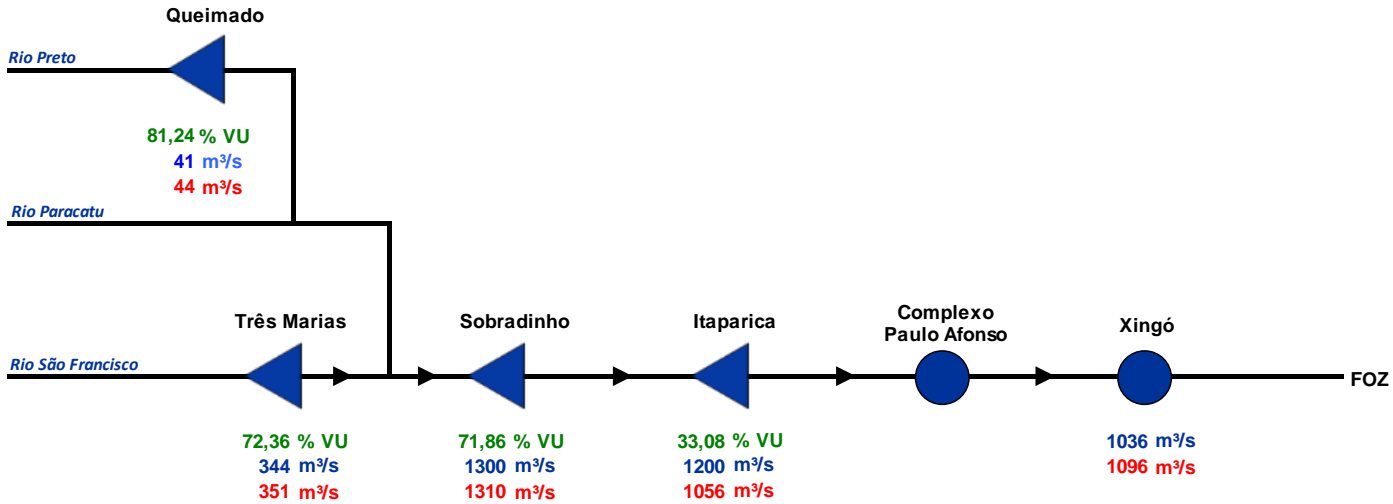 Queimado
Rio Preto
81,24 % VU
41 m³/s
44 m³/s
Rio Paracatu
Três Marias
Sobradinho
Itaparica
Complexo
Paulo Afonso
Xingó
Rio São Francisco
FOZ
72,36 % VU
344 m³/s
351 m³/s
71,86 % VU
1300 m³/s
1310 m³/s
33,08 % VU
1200 m³/s
1056 m³/s
1036 m³/s
1096 m³/s